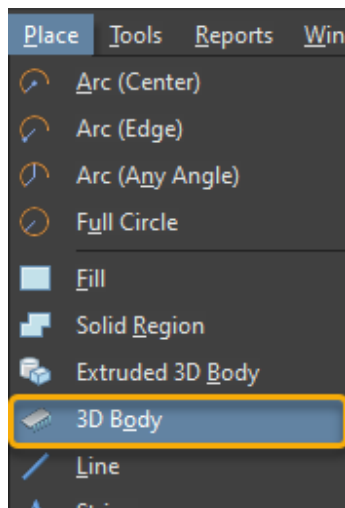 Place Tools Reports Win
Arc (Center)
Arc (Edge)
Arc (Any Angle)
Full Circle
Fill
Solid Region
Extruded 3D Body
3D Body
Line